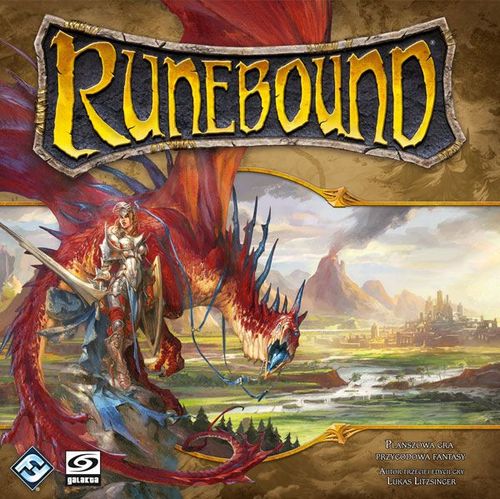 RUNEBOUND
PLANSZOWA GRA
PRZYGODOWA FANTASY
AUTOR TRZECIEJ EDYCJI GRY
LUKAS LITZSINGER
galakta